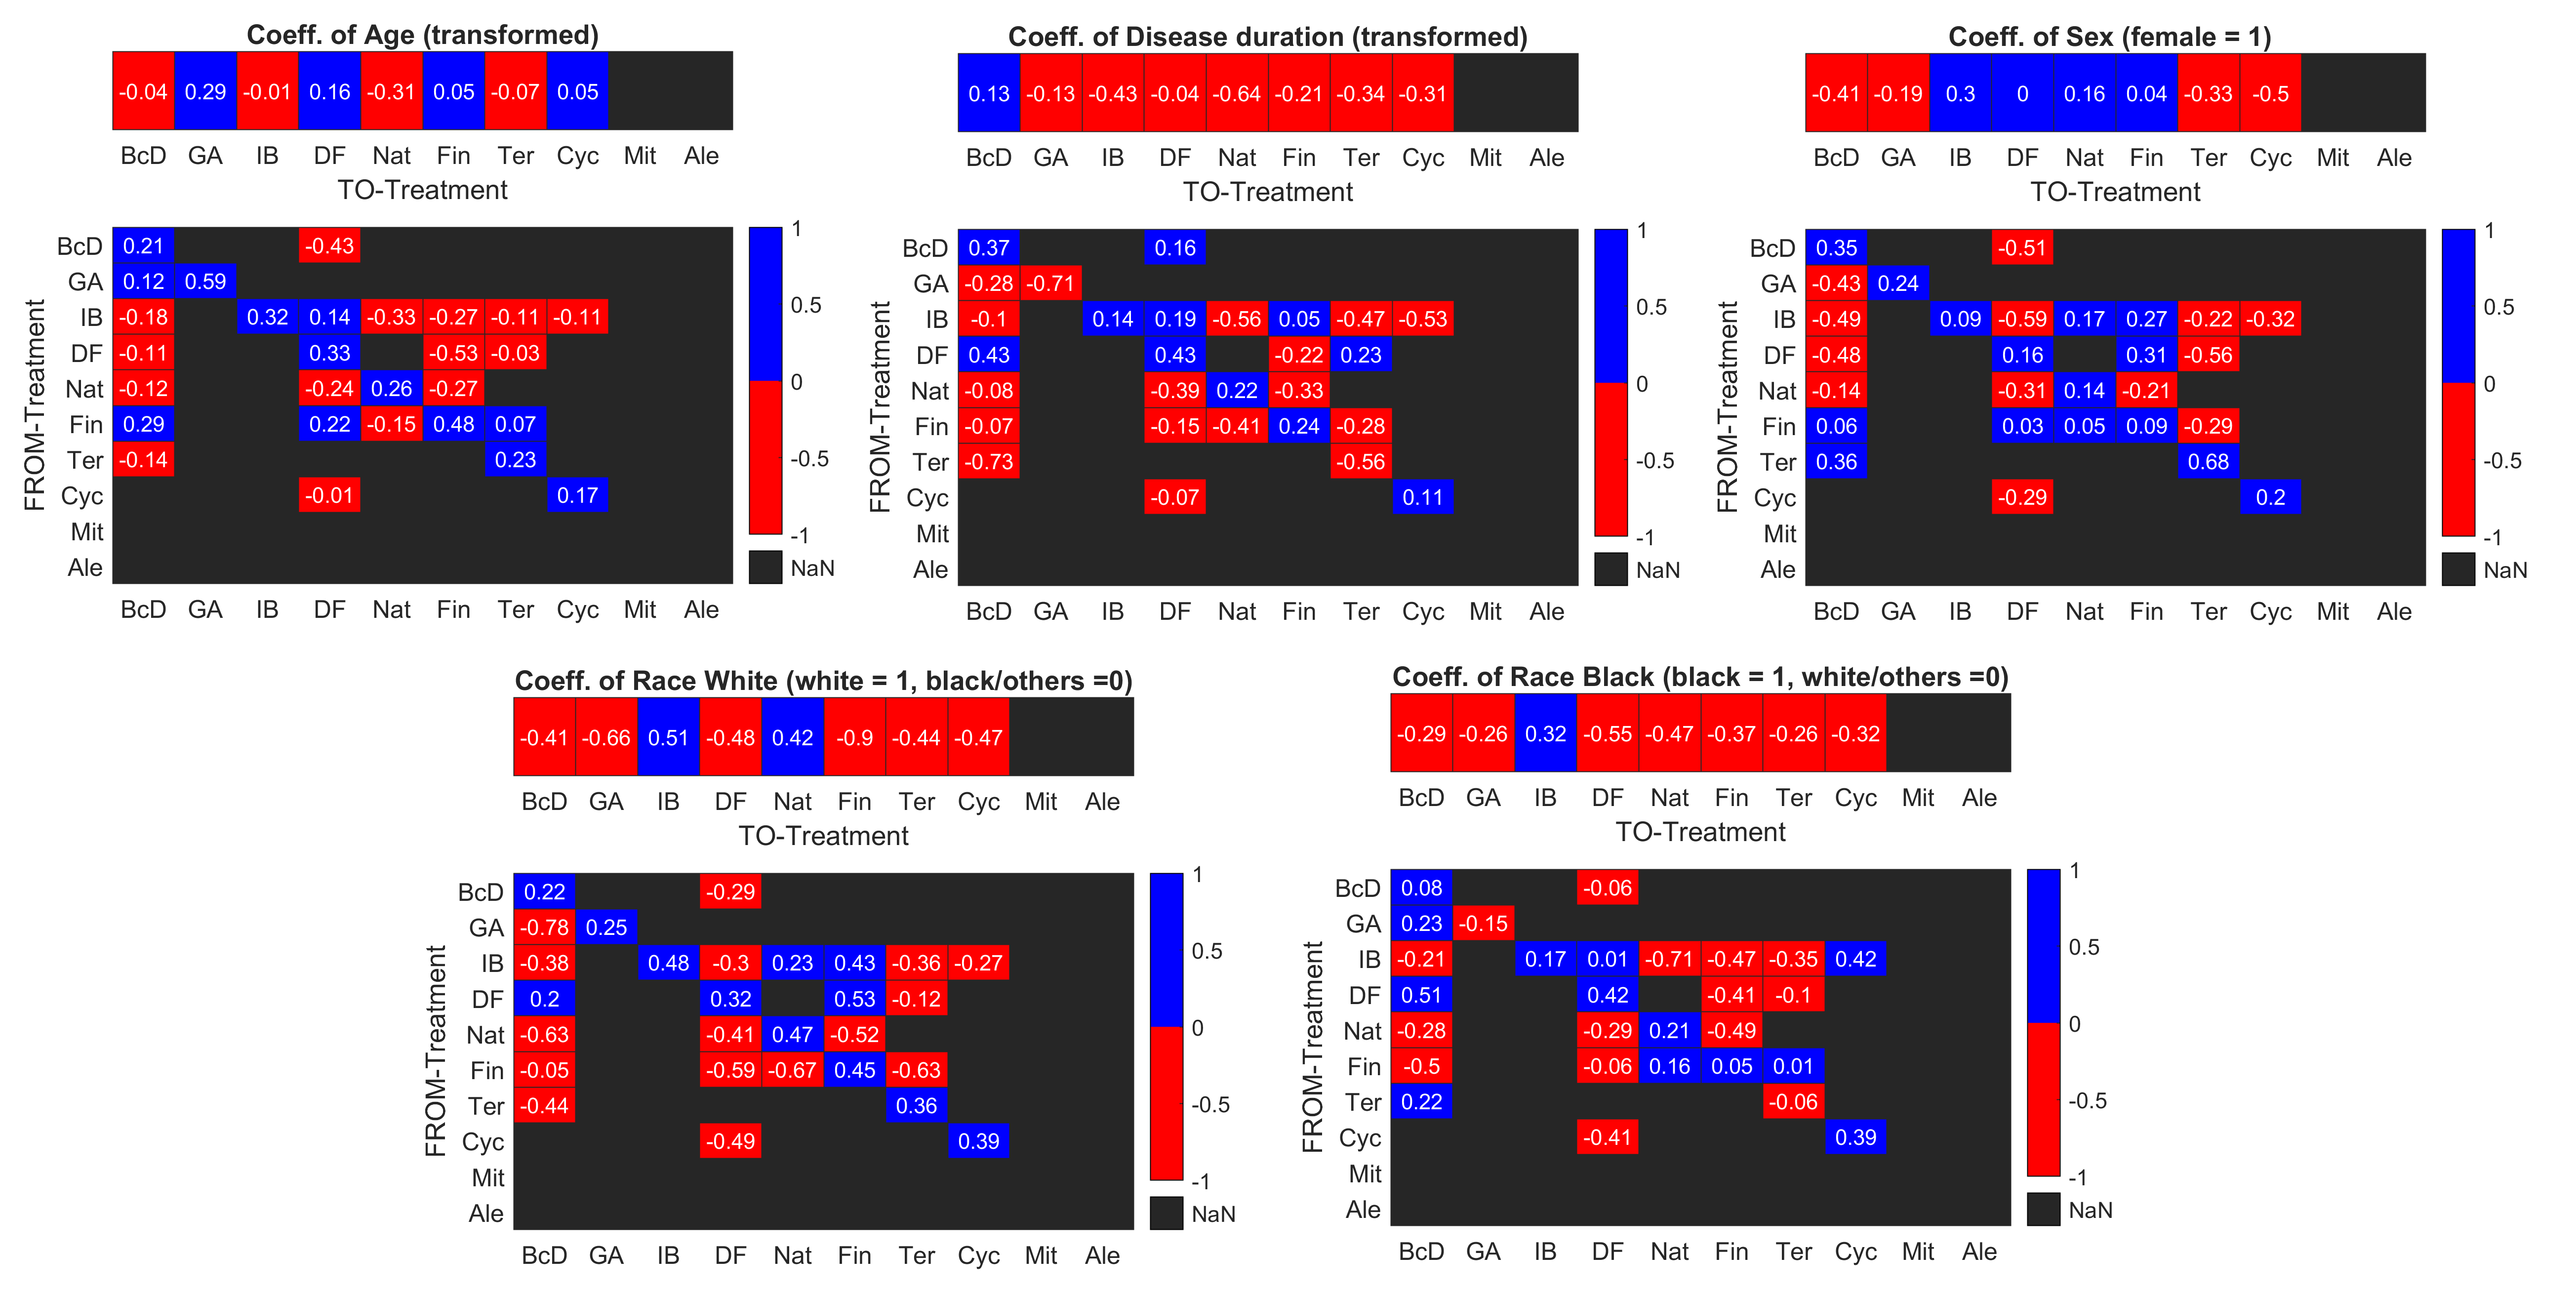 Coeff. of Age (transformed)
-0.04 0.29 -0.01 0.16 -0.31 0.05 -0.07 0.05
BcD GA IB DF Nat Fin Ter Cyc Mit Ale
TO-Treatment
FROM-Treatment
BcD 0.21 -0.43
GA 0.12 0.59
IB -0.18 0.32 0.14 -0.33 -0.27 -0.11 -0.11
DF -0.11 0.33 -0.53 -0.03
Nat -0.12 -0.24 0.26 -0.27
Fin 0.29 0.22 -0.15 0.48 0.07
Ter -0.14 0.23
Cyc -0.01 0.17
Mit
Ale
BcD GA IB DF Nat Fin Ter Cyc Mit Ale
1
0.5
0
-0.5
-1
NaN
Coeff. of Disease duration (transformed)
0.13 -0.13 -0.43 -0.04 -0.64 -0.21 -0.34 -0.31
BcD GA IB DF Nat Fin Ter Cyc Mit Ale
TO-Treatment
FROM-Treatment
BcD 0.37 0.16
GA -0.28 -0.71
IB -0.1 0.14 0.19 -0.56 0.05 -0.47 -0.53
DF 0.43 0.43 -0.22 0.23
Nat -0.08 -0.39 0.22 -0.33
Fin -0.07 -0.15 -0.41 0.24 -0.28
Ter -0.73 -0.56
Cyc -0.07 0.11
Mit
Ale
BcD GA IB DF Nat Fin Ter Cyc Mit Ale
1
0.5
0
-0.5
-1
NaN
Coeff. of Sex (female = 1)
-0.41 -0.19 0.3 0 0.16 0.04 -0.33 -0.5
BcD GA IB DF Nat Fin Ter Cyc Mit Ale
TO-Treatment
FROM-Treatment
BcD 0.35 -0.51
GA -0.43 0.24
IB -0.49 0.09 -0.59 0.17 0.27 -0.22 -0.32
DF -0.48 0.16 0.31 -0.56
Nat -0.14 -0.31 0.14 -0.21
Fin 0.06 0.03 0.05 0.09 -0.29
Ter 0.36 0.68
Cyc -0.29 0.2
Mit
Ale
BcD GA IB DF Nat Fin Ter Cyc Mit Ale
1
0.5
0
-0.5
-1
NaN
Coeff. of Race White (white = 1, black/others =0)
-0.41 -0.66 0.51 -0.48 0.42 -0.9 -0.44 -0.47
BcD GA IB DF Nat Fin Ter Cyc Mit Ale
TO-Treatment
FROM-Treatment
BcD 0.22 -0.29
GA -0.78 0.25
IB -0.38 0.48 -0.3 0.23 0.43 -0.36 -0.27
DF 0.2 0.32 0.53 -0.12
Nat -0.63 -0.41 0.47 -0.52
Fin -0.05 -0.59 -0.67 0.45 -0.63
Ter -0.44 0.36
Cyc -0.49 0.39
Mit
Ale
BcD GA IB DF Nat Fin Ter Cyc Mit Ale
1
0.5
0
-0.5
-1
NaN
Coeff. of Race Black (black = 1, white/others =0)
-0.29 -0.26 0.32 -0.55 -0.47 -0.37 -0.26 -0.32
BcD GA IB DF Nat Fin Ter Cyc Mit Ale
TO-Treatment
FROM-Treatment
BcD 0.08 -0.06
GA 0.23 -0.15
IB -0.21 0.17 0.01 -0.71 -0.47 -0.35 0.42
DF 0.51 0.42 -0.41 -0.1
Nat -0.28 -0.29 0.21 -0.49
Fin -0.5 -0.06 0.16 0.05 0.01
Ter 0.22 -0.06
Cyc -0.41 0.39
Mit
Ale
BcD GA IB DF Nat Fin Ter Cyc Mit Ale
1
0.5
0
-0.5
-1
NaN